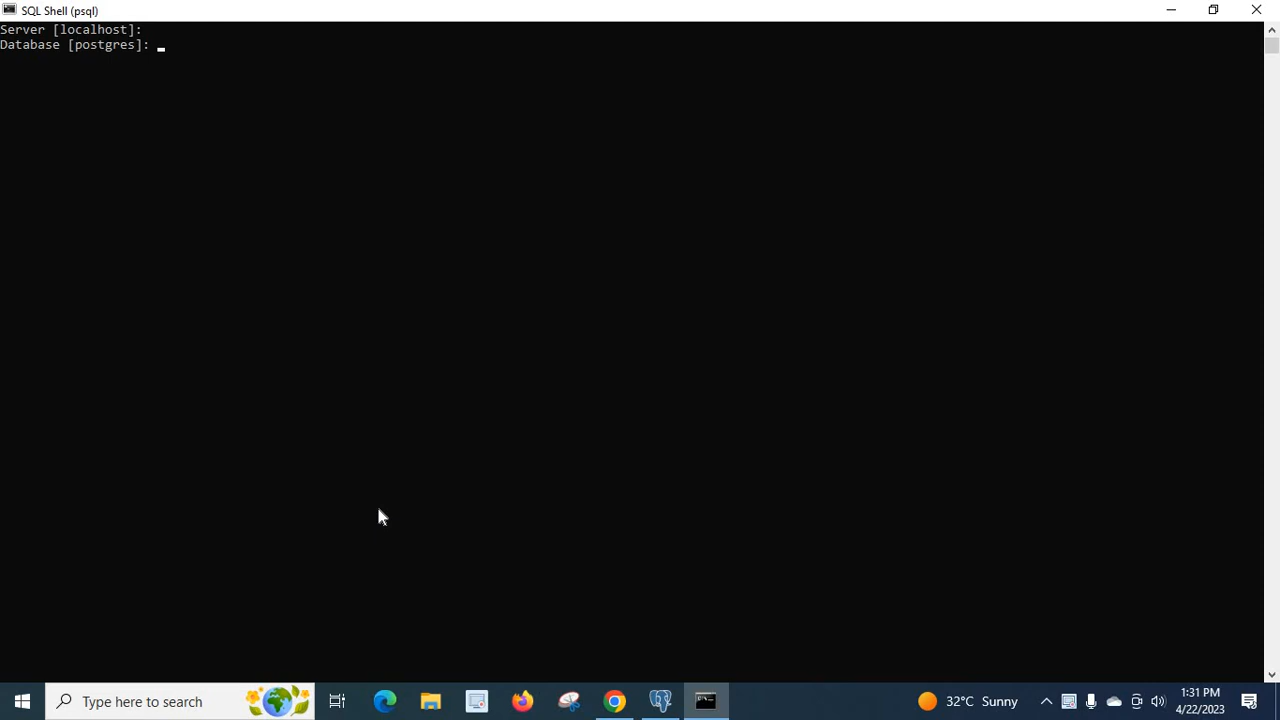 SQL Shell (psql)
Server [localhost]:
Database [postgres]:
Type here to search
32°C Sunny
1:31 PM
4/22/2023